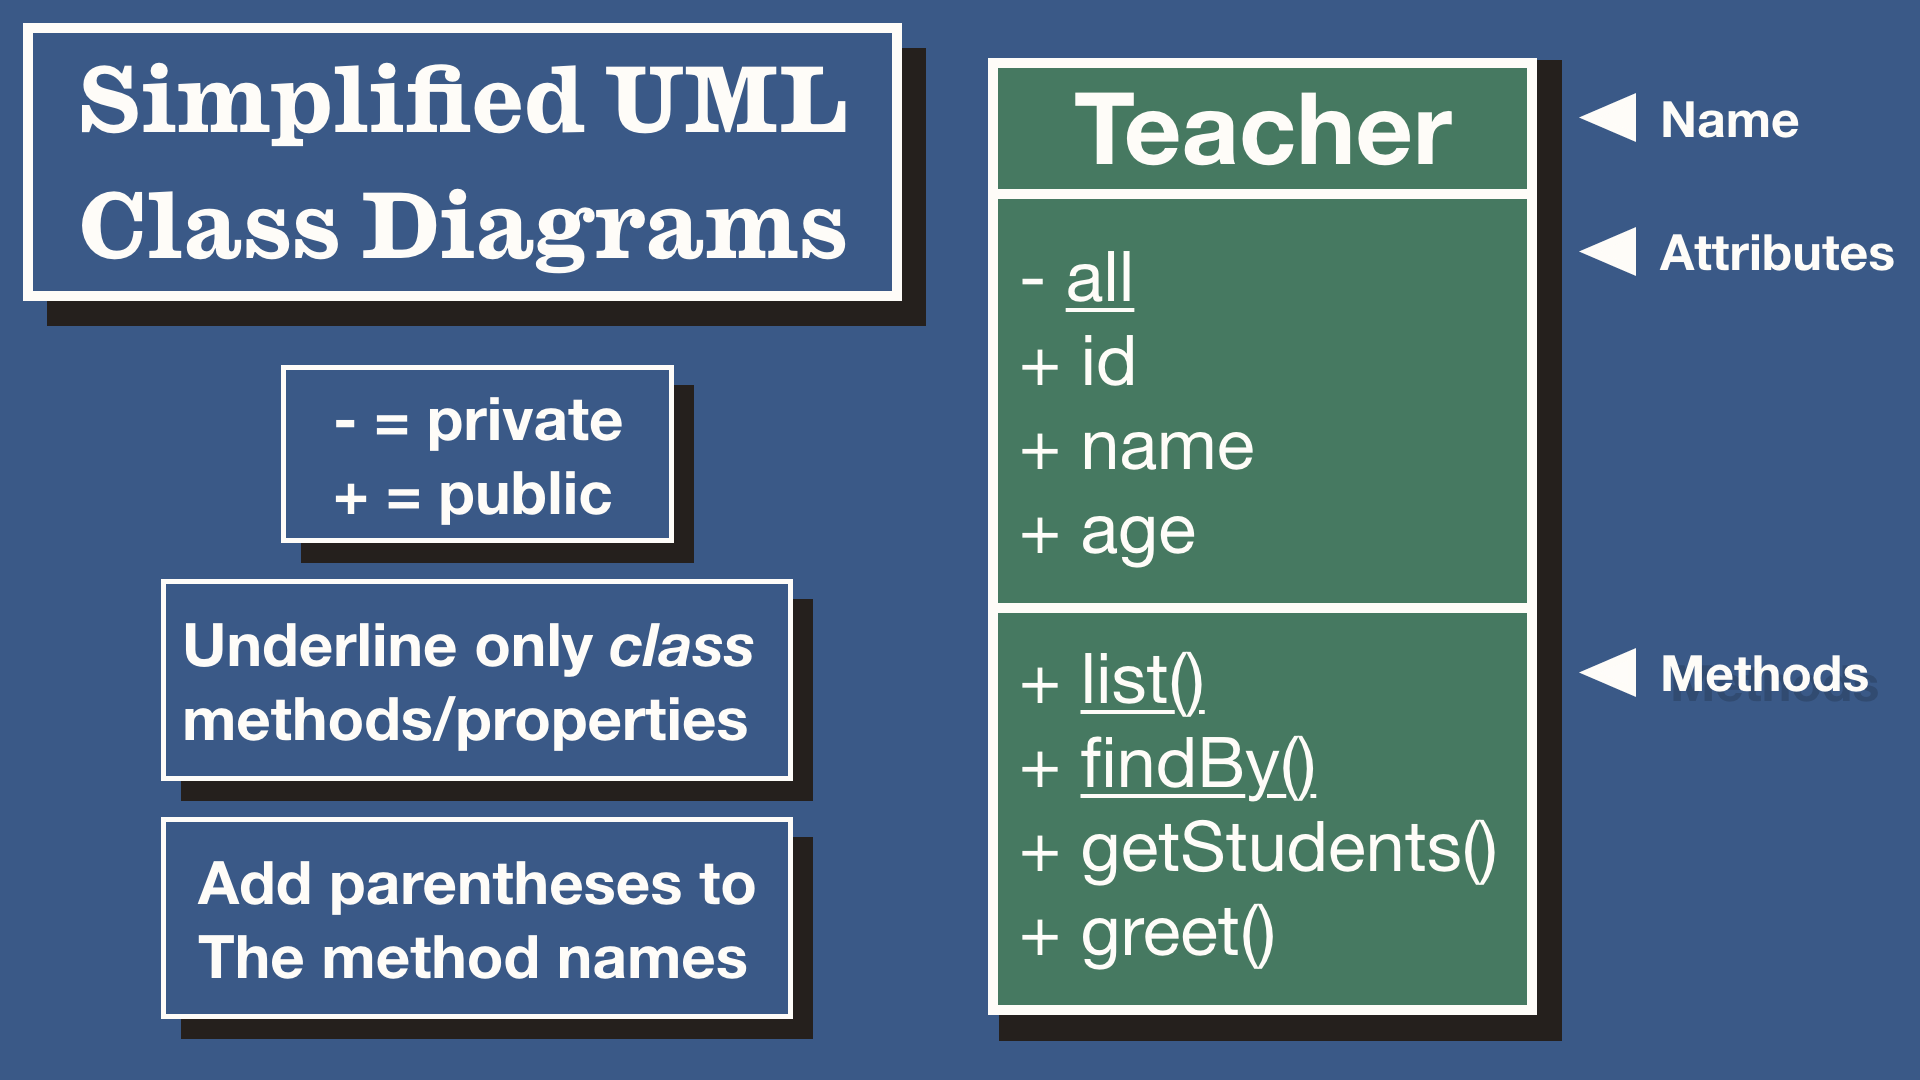 Simplified UML
Class Diagrams
- = private
+ = public
Underline only class
methods/properties
Add parentheses to
The method names
Teacher
- all
+ id
+ name
+ age
+ list()
+ findBy()
+ getStudents()
+ greet()
Name
Attributes
Methods